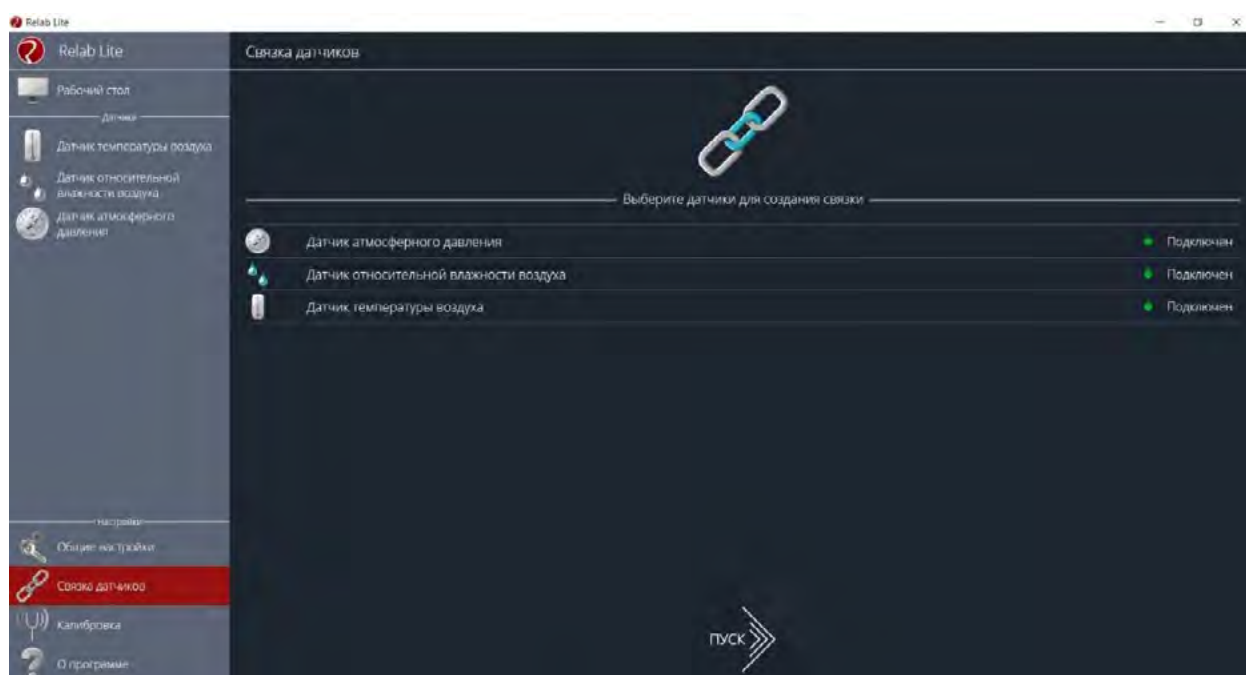 Relab Lite
Relab Lite
Рабочий стол
Датчики
Датчик температуры воздуха
Датчик относительной
влажности воздуха
Датчик атмосферного
давления
Настройки
Общие настройки
Связка датчиков
Калибровка
О программе
Связка датчиков
Выберите датчики для создания связки
Датчик атмосферного давления
Подключен
Датчик относительной влажности воздуха
Подключен
Датчик температуры воздуха
Подключен
ПУСК